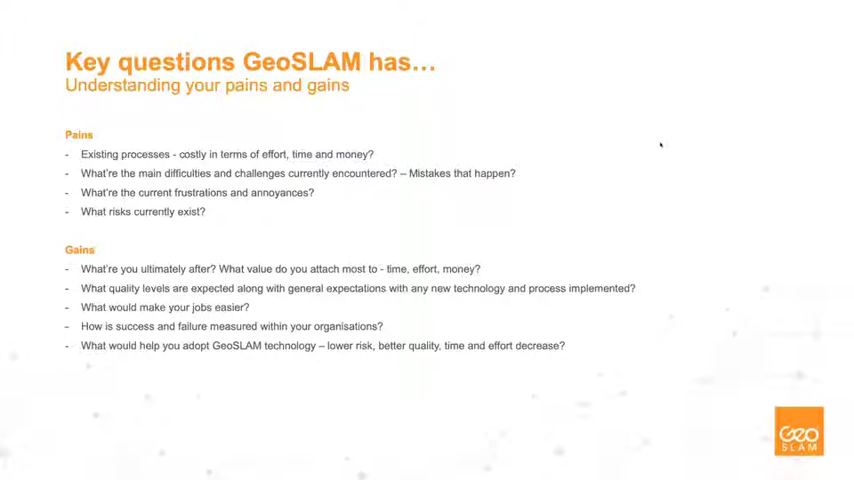 Key questions GeoSLAM has...
Understanding your pains and gains
Pains
- Existing processes - costly in terms of effort, time and money?
- What're the main difficulties and challenges currently encountered? – Mistakes that happen?
- What're the current frustrations and annoyances?
- What risks currently exist?
Gains
- What're you ultimately after? What value do you attach most to - time, effort, money?
- What quality levels are expected along with general expectations with any new technology and process implemented?
- What would make your jobs easier?
- How is success and failure measured within your organisations?
- What would help you adopt GeoSLAM technology – lower risk, better quality, time and effort decrease?
Geo
SLAM